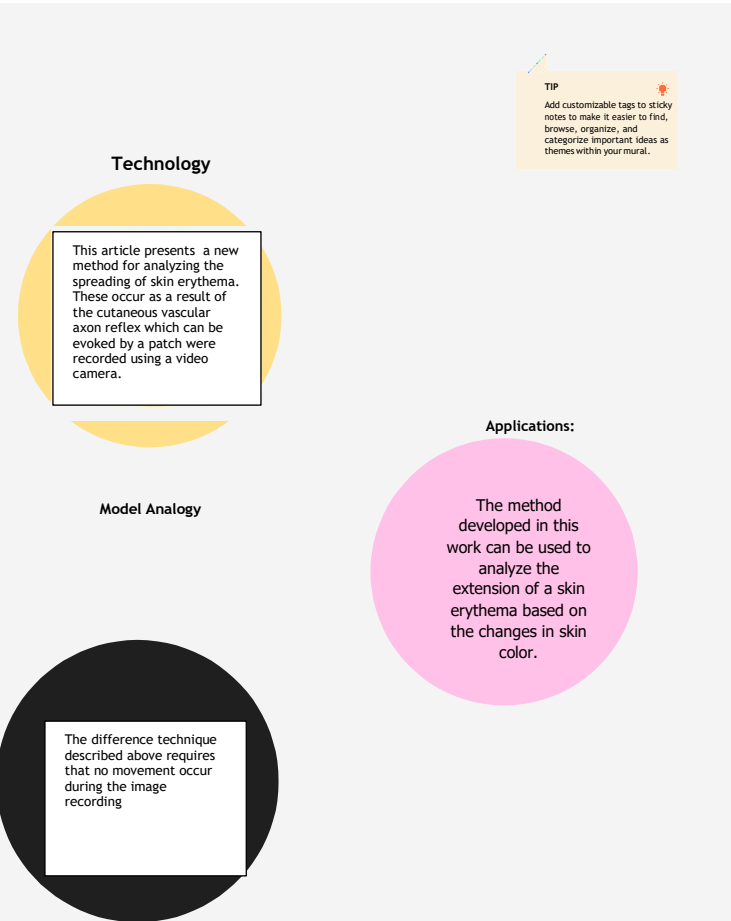 TIP
Add customizable tags to sticky
notes to make it easier to find,
browse, organize, and
categorize important ideas as
themes within your mural.
Technology
This article presents a new
method for analyzing the
spreading of skin erythema.
These occur as a result of
the cutaneous vascular
axon reflex which can be
evoked by a patch were
recorded using a video
camera.
Applications:
The method
developed in this
work can be used to
analyze the
extension of a skin
erythema based on
the changes in skin
color.
Model Analogy
The difference technique
described above requires
that no movement occur
during the image
recording